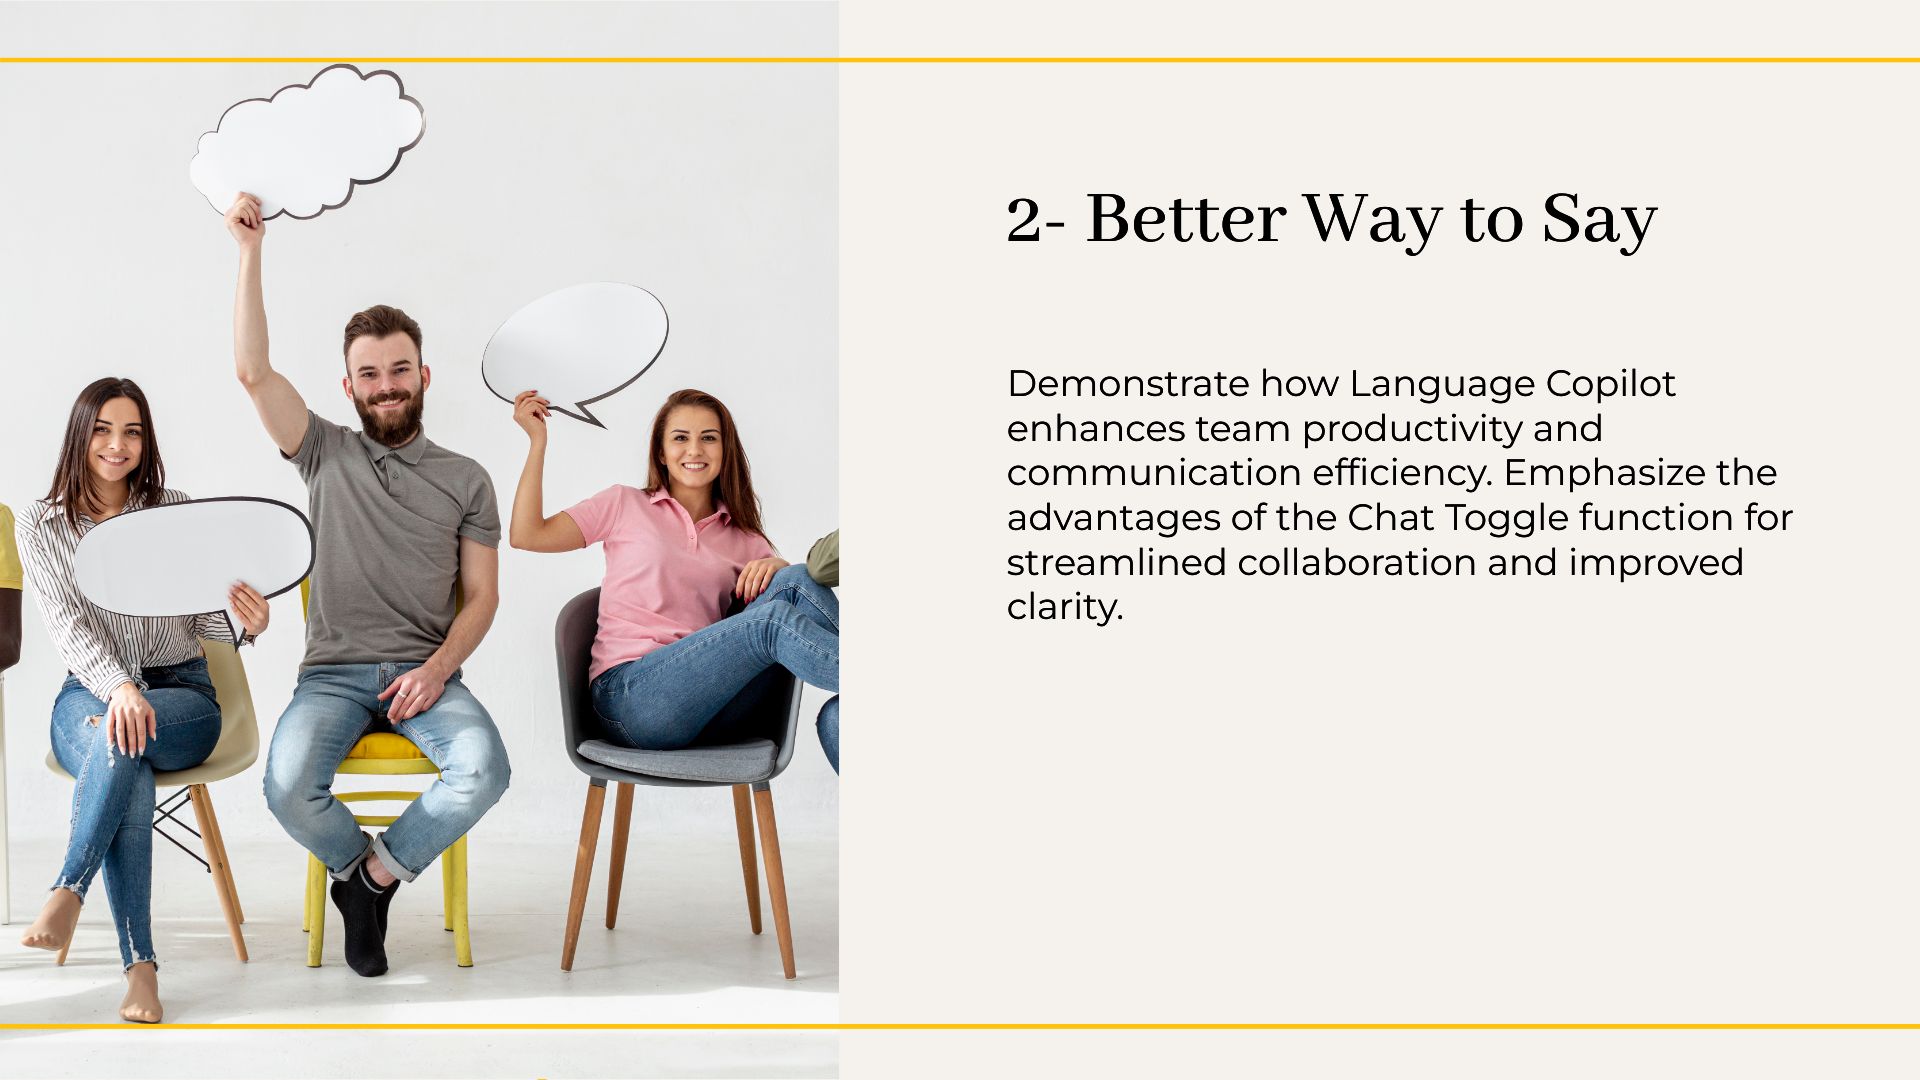 2- Better Way to Say
Demonstrate how Language Copilot
enhances team productivity and
communication efficiency. Emphasize the
advantages of the Chat Toggle function for
streamlined collaboration and improved
clarity.